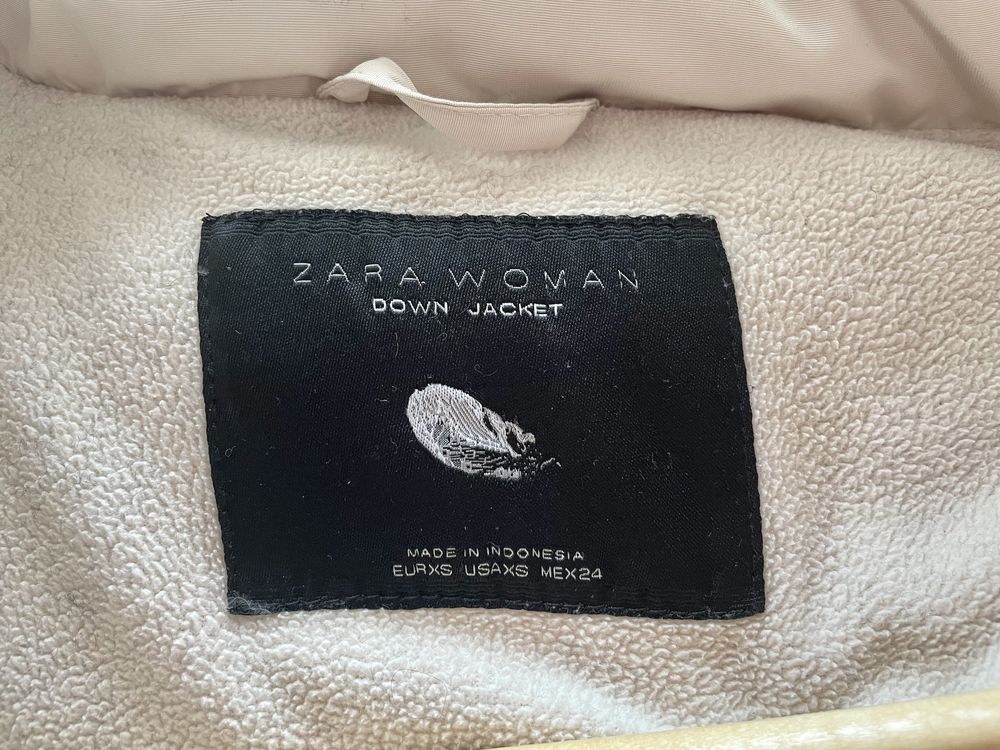 ZARA WOMAN
DOWN JACKET
MADE IN INDONESIA
EURXS USAXS MEX24